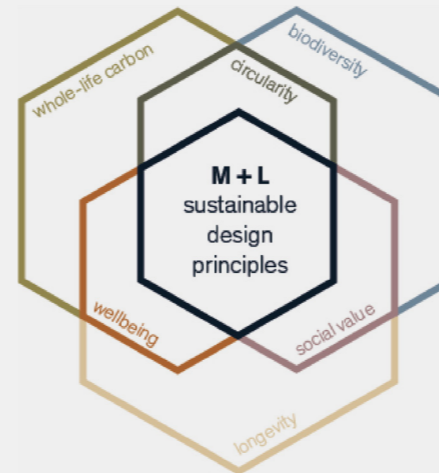 biodiversity
whole-life carbon
circularity
M + L
sustainable
design
principles
wellbeing
social value
longevity